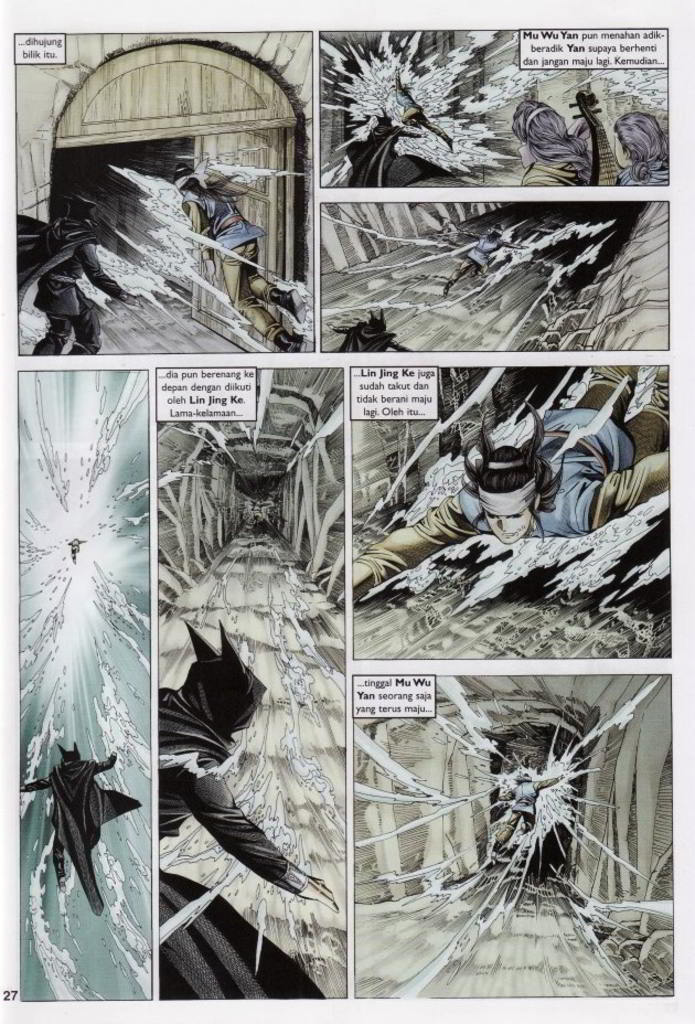 ...dihujung
bilik itu.
Mu Wu Yan pun menahan adik-
beradik Yan supaya berhenti
dan jangan maju lagi. Kemudian...
...dia pun berenang ke
depan dengan diikuti
oleh Lin Jing Ke.
Lama-kelamaan...
...Lin Jing Ke juga
sudah takut dan
tidak berani maju
lagi. Oleh itu...
...tinggal Mu Wu
Yan seorang saja
yang terus maju...
27